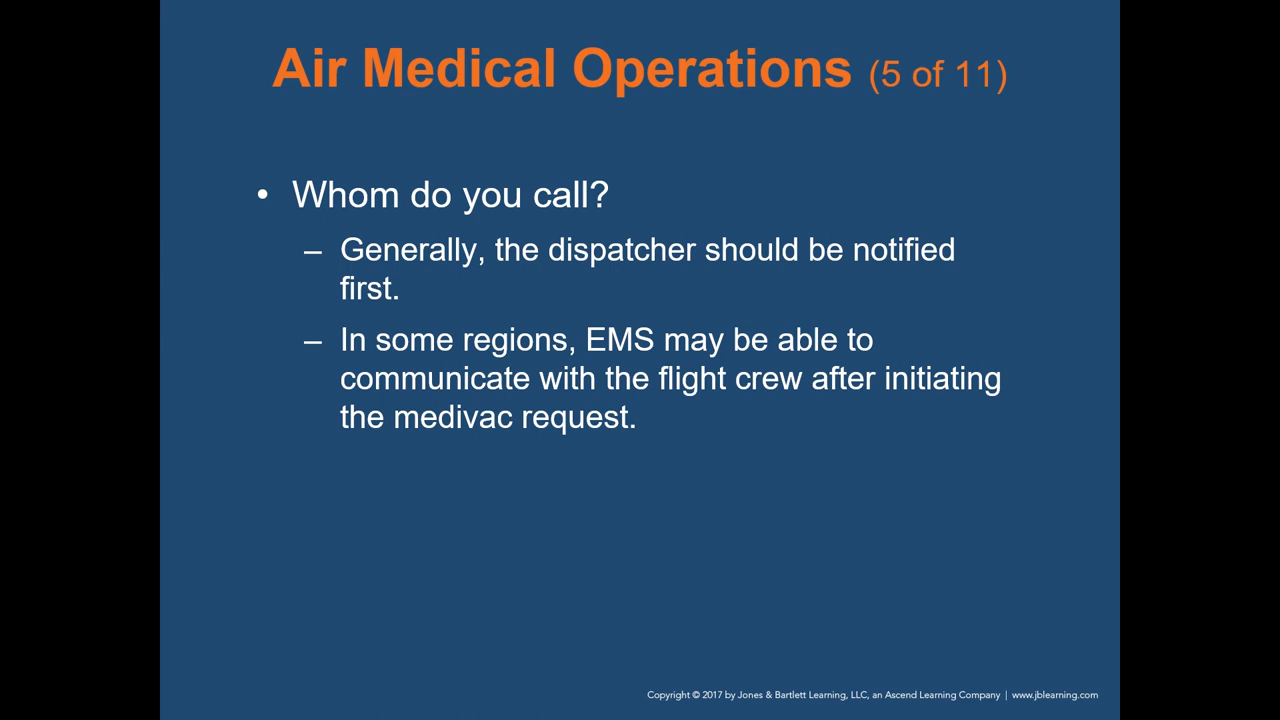 Air Medical Operations (5 of 11)
• Whom do you call?
– Generally, the dispatcher should be notified
first.
– In some regions, EMS may be able to
communicate with the flight crew after initiating
the medivac request.
Copyright © 2017 by Jones & Bartlett Learning, LLC, an Ascend Learning Company | www.jblearning.com